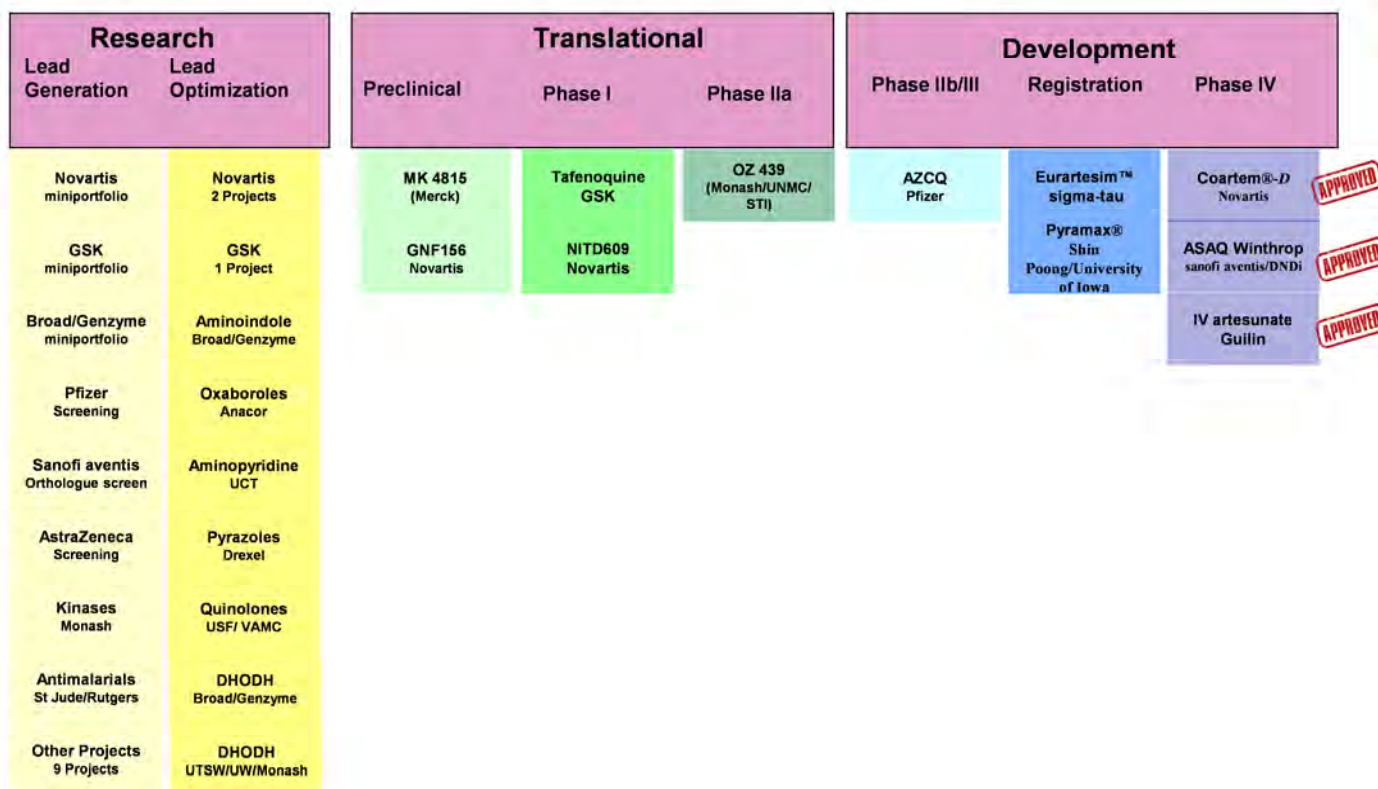 Research
Lead
Generation
Lead
Optimization
Translational
Preclinical
Phase I
Phase IIa
Development
Phase IIb/III
Registration
Phase IV
Novartis
miniportfolio
GSK
miniportfolio
Broad/Genzyme
miniportfolio
Pfizer
Screening
Sanofi aventis
Orthologue screen
AstraZeneca
Screening
Kinases
Monash
Antimalarials
St Jude/Rutgers
Other Projects
9 Projects
Novartis
2 Projects
GSK
1 Project
Aminoindole
Broad/Genzyme
Oxaboroles
Anacor
Aminopyridine
UCT
Pyrazoles
Drexel
Quinolones
USF/ VAMC
DHODH
Broad/Genzyme
DHODH
UTSW/UW/Monash
MK 4815
(Merck)
GNF156
Novartis
Tafenoquine
GSK
NITD609
Novartis
OZ 439
(Monash/UNMC/
STI)
AZCQ
Pfizer
Eurartesim™
sigma-tau
Pyramax®
Shin
Poong/University
of Iowa
Coartem®-D
Novartis
APPROVED
ASAQ Winthrop
sanofi aventis/DNDi
APPROVED
IV artesunate
Guilin
APPROVED